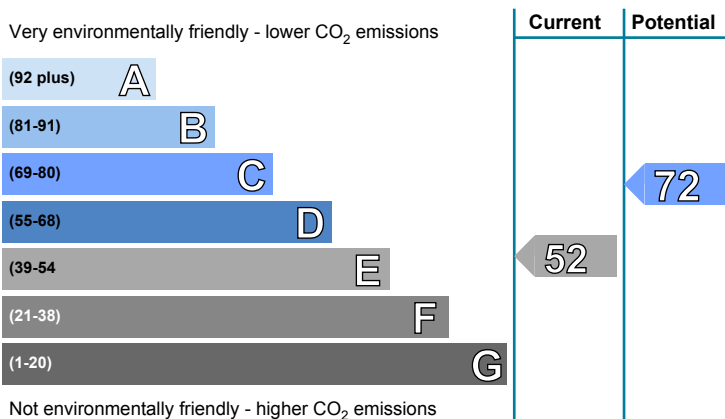 Very environmentally friendly - lower CO2 emissions
Current
Potential
(92 plus) A
(81-91) B
(69-80) C
72
(55-68) D
(39-54 E
52
(21-38) F
(1-20) G
Not environmentally friendly - higher CO2 emissions